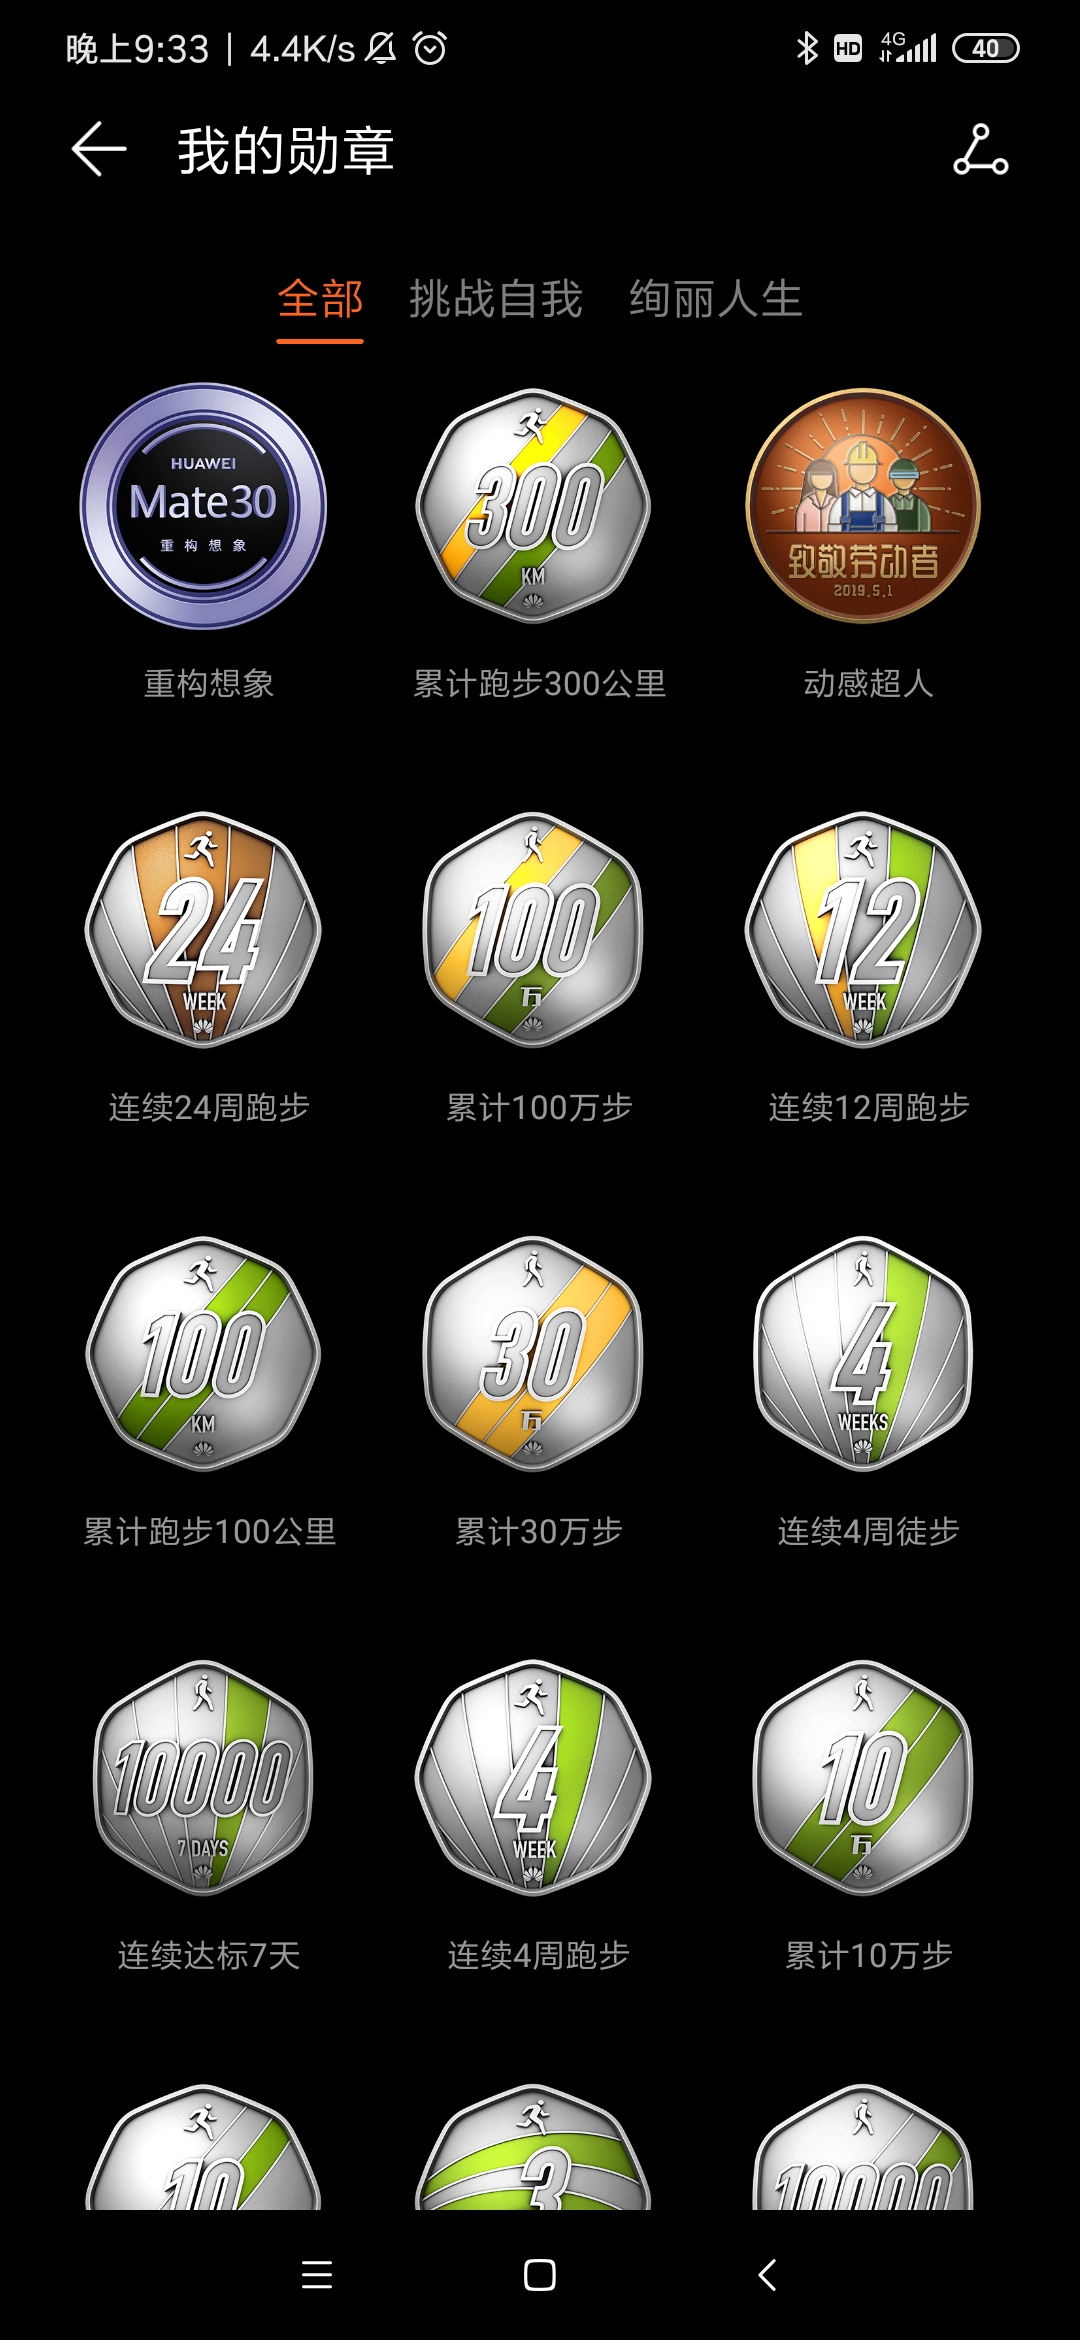 晚上9:33 | 4.4K/s
HD 4G 40
我的勋章
全部 挑战自我 绚丽人生
HUAWEI
Mate30
重构想象
300
KM
致敬劳动者
2019.5.1
重构想象 累计跑步300公里 动感超人
24
WEEK
100
万
12
WEEK
连续24周跑步 累计100万步 连续12周跑步
100
KM
30
万
4
WEEKS
累计跑步100公里 累计30万步 连续4周徒步
10000
7 DAYS
4
WEEK
10
万
连续达标7天 连续4周跑步 累计10万步
10
3
10000